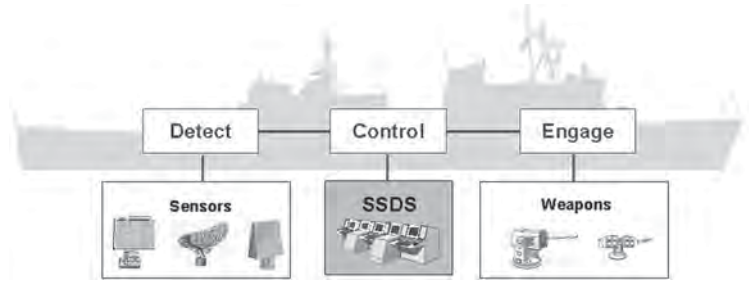 Detect
Control
Engage
Sensors
SSDS
Weapons